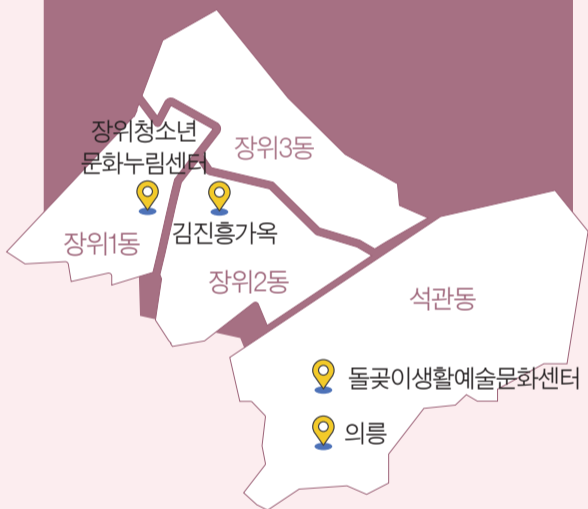 장위청소년
문화누림센터
장위3동
장위1동
김진흥가옥
장위2동
석관동
돌곶이생활예술문화센터
의릉